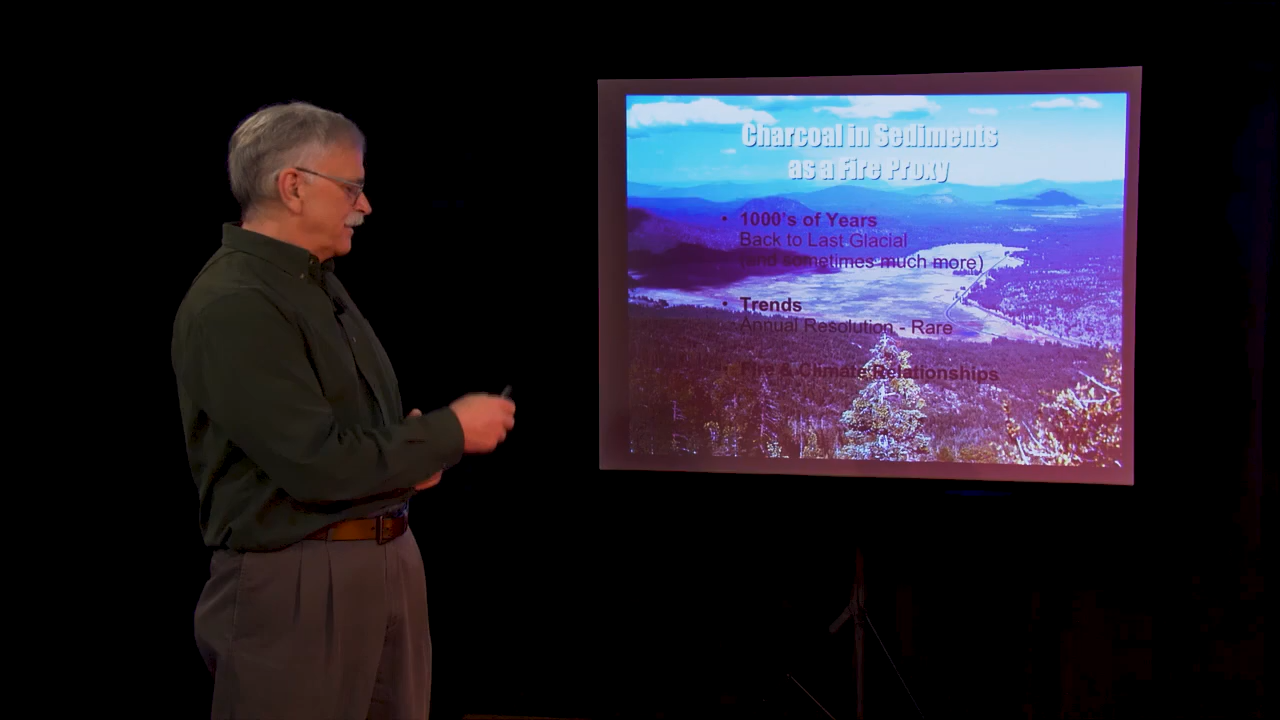 Charcoal in Sediments
as a Fire Proxy
• 1000's of Years
Back to Last Glacial
(and sometimes much more)
• Trends
Annual Resolution - Rare
• Fire & Climate Relationships